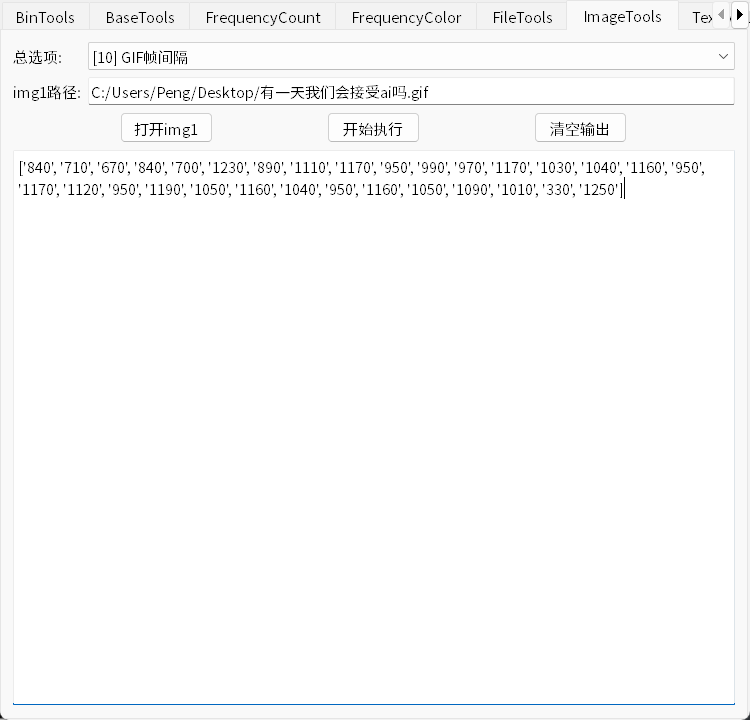 BinTools BaseTools FrequencyCount FrequencyColor FileTools ImageTools
总选项: [10] GIF帧间隔
img1路径: C:/Users/Peng/Desktop/有一天我们会接受ai吗.gif
打开img1 开始执行 清空输出
['840', '710', '670', '840', '700', '1230', '890', '1110', '1170', '950', '990', '970', '1170', '1030', '1040', '1160', '950',
'1170', '1120', '950', '1190', '1050', '1160', '1040', '950', '1160', '1050', '1090', '1010', '330', '1250']